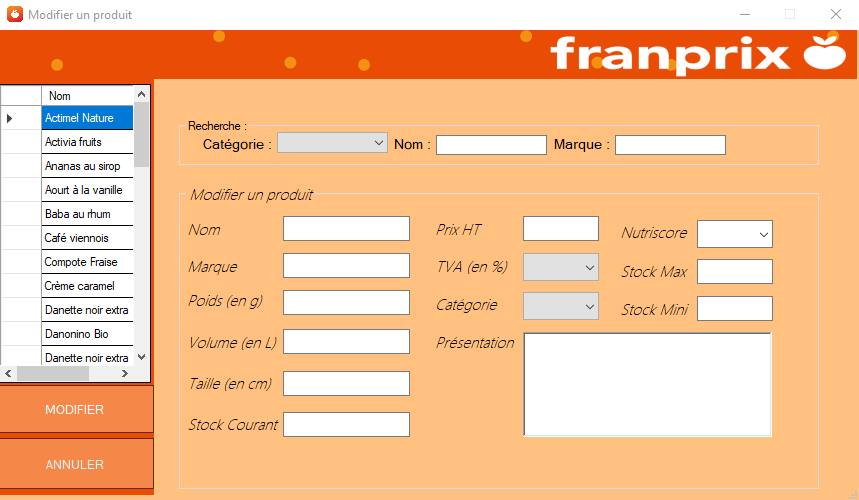 Modifier un produit
franprix
Nom
Actimel Nature
Activia fruits
Ananas au sirop
Aourt à la vanille
Baba au rhum
Café viennois
Compote Fraise
Crème caramel
Danette noir extra
Danonino Bio
Danette noir extra
MODIFIER
ANNULER
Recherche :
Catégorie : Nom : Marque :
Modifier un produit
Nom
Marque
Poids (en g)
Volume (en L)
Taille (en cm)
Stock Courant
Prix HT
TVA (en %)
Catégorie
Présentation
Nutriscore
Stock Max
Stock Mini